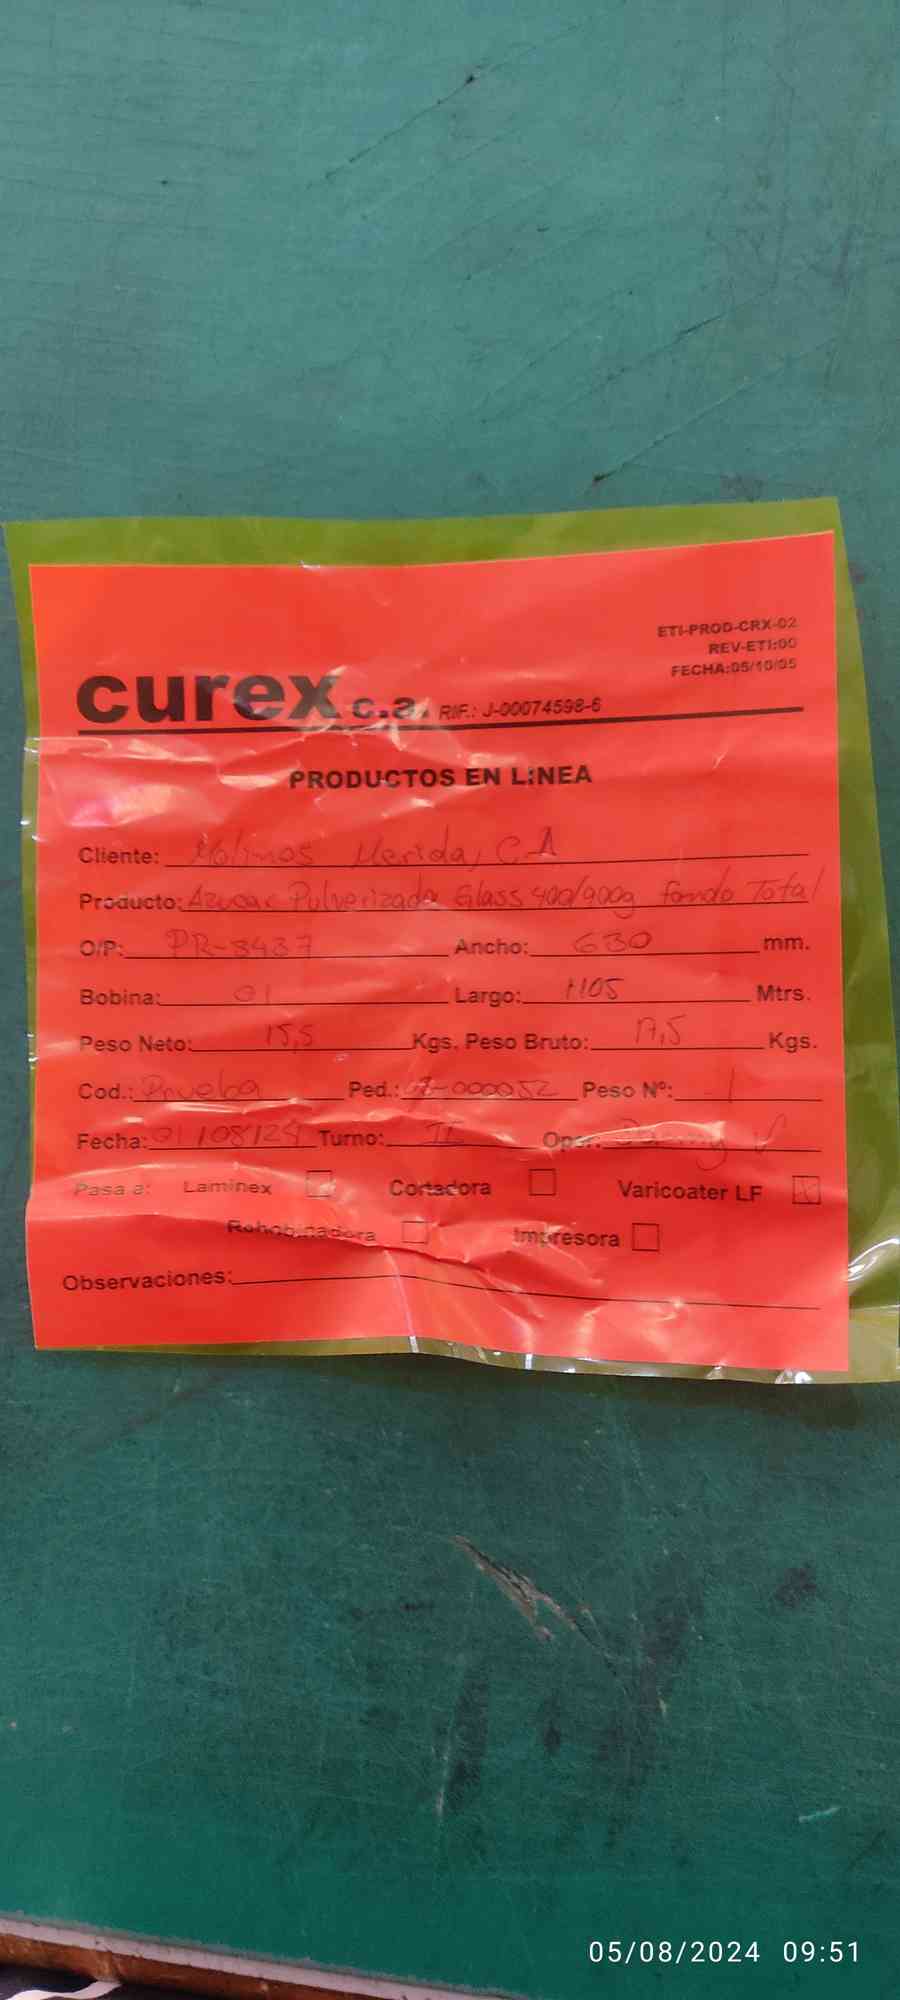 ETI-PROD-CRX-02
REV-ETI:00
FECHA:05/10/05
curex c.a. RIF.: J-00074598-6
PRODUCTOS EN LINEA
Cliente: Molinos Merida, C.A
Producto: Azucar Pulverizada Glass 400/900g Fondo Total
O/P: PR-8437 Ancho: 630 mm.
Bobina: 01 Largo: 1105 Mtrs.
Peso Neto: 15,5 Kgs. Peso Bruto: 17,5 Kgs.
Cod.: Prueba Ped.: Peso Nº: 1
Fecha: 01/08/24 Turno: II Oper.: V
Pasa a: Laminex Cortadora Varicoater LF
Rebobinadora Impresora
Observaciones:
05/08/2024 09:51